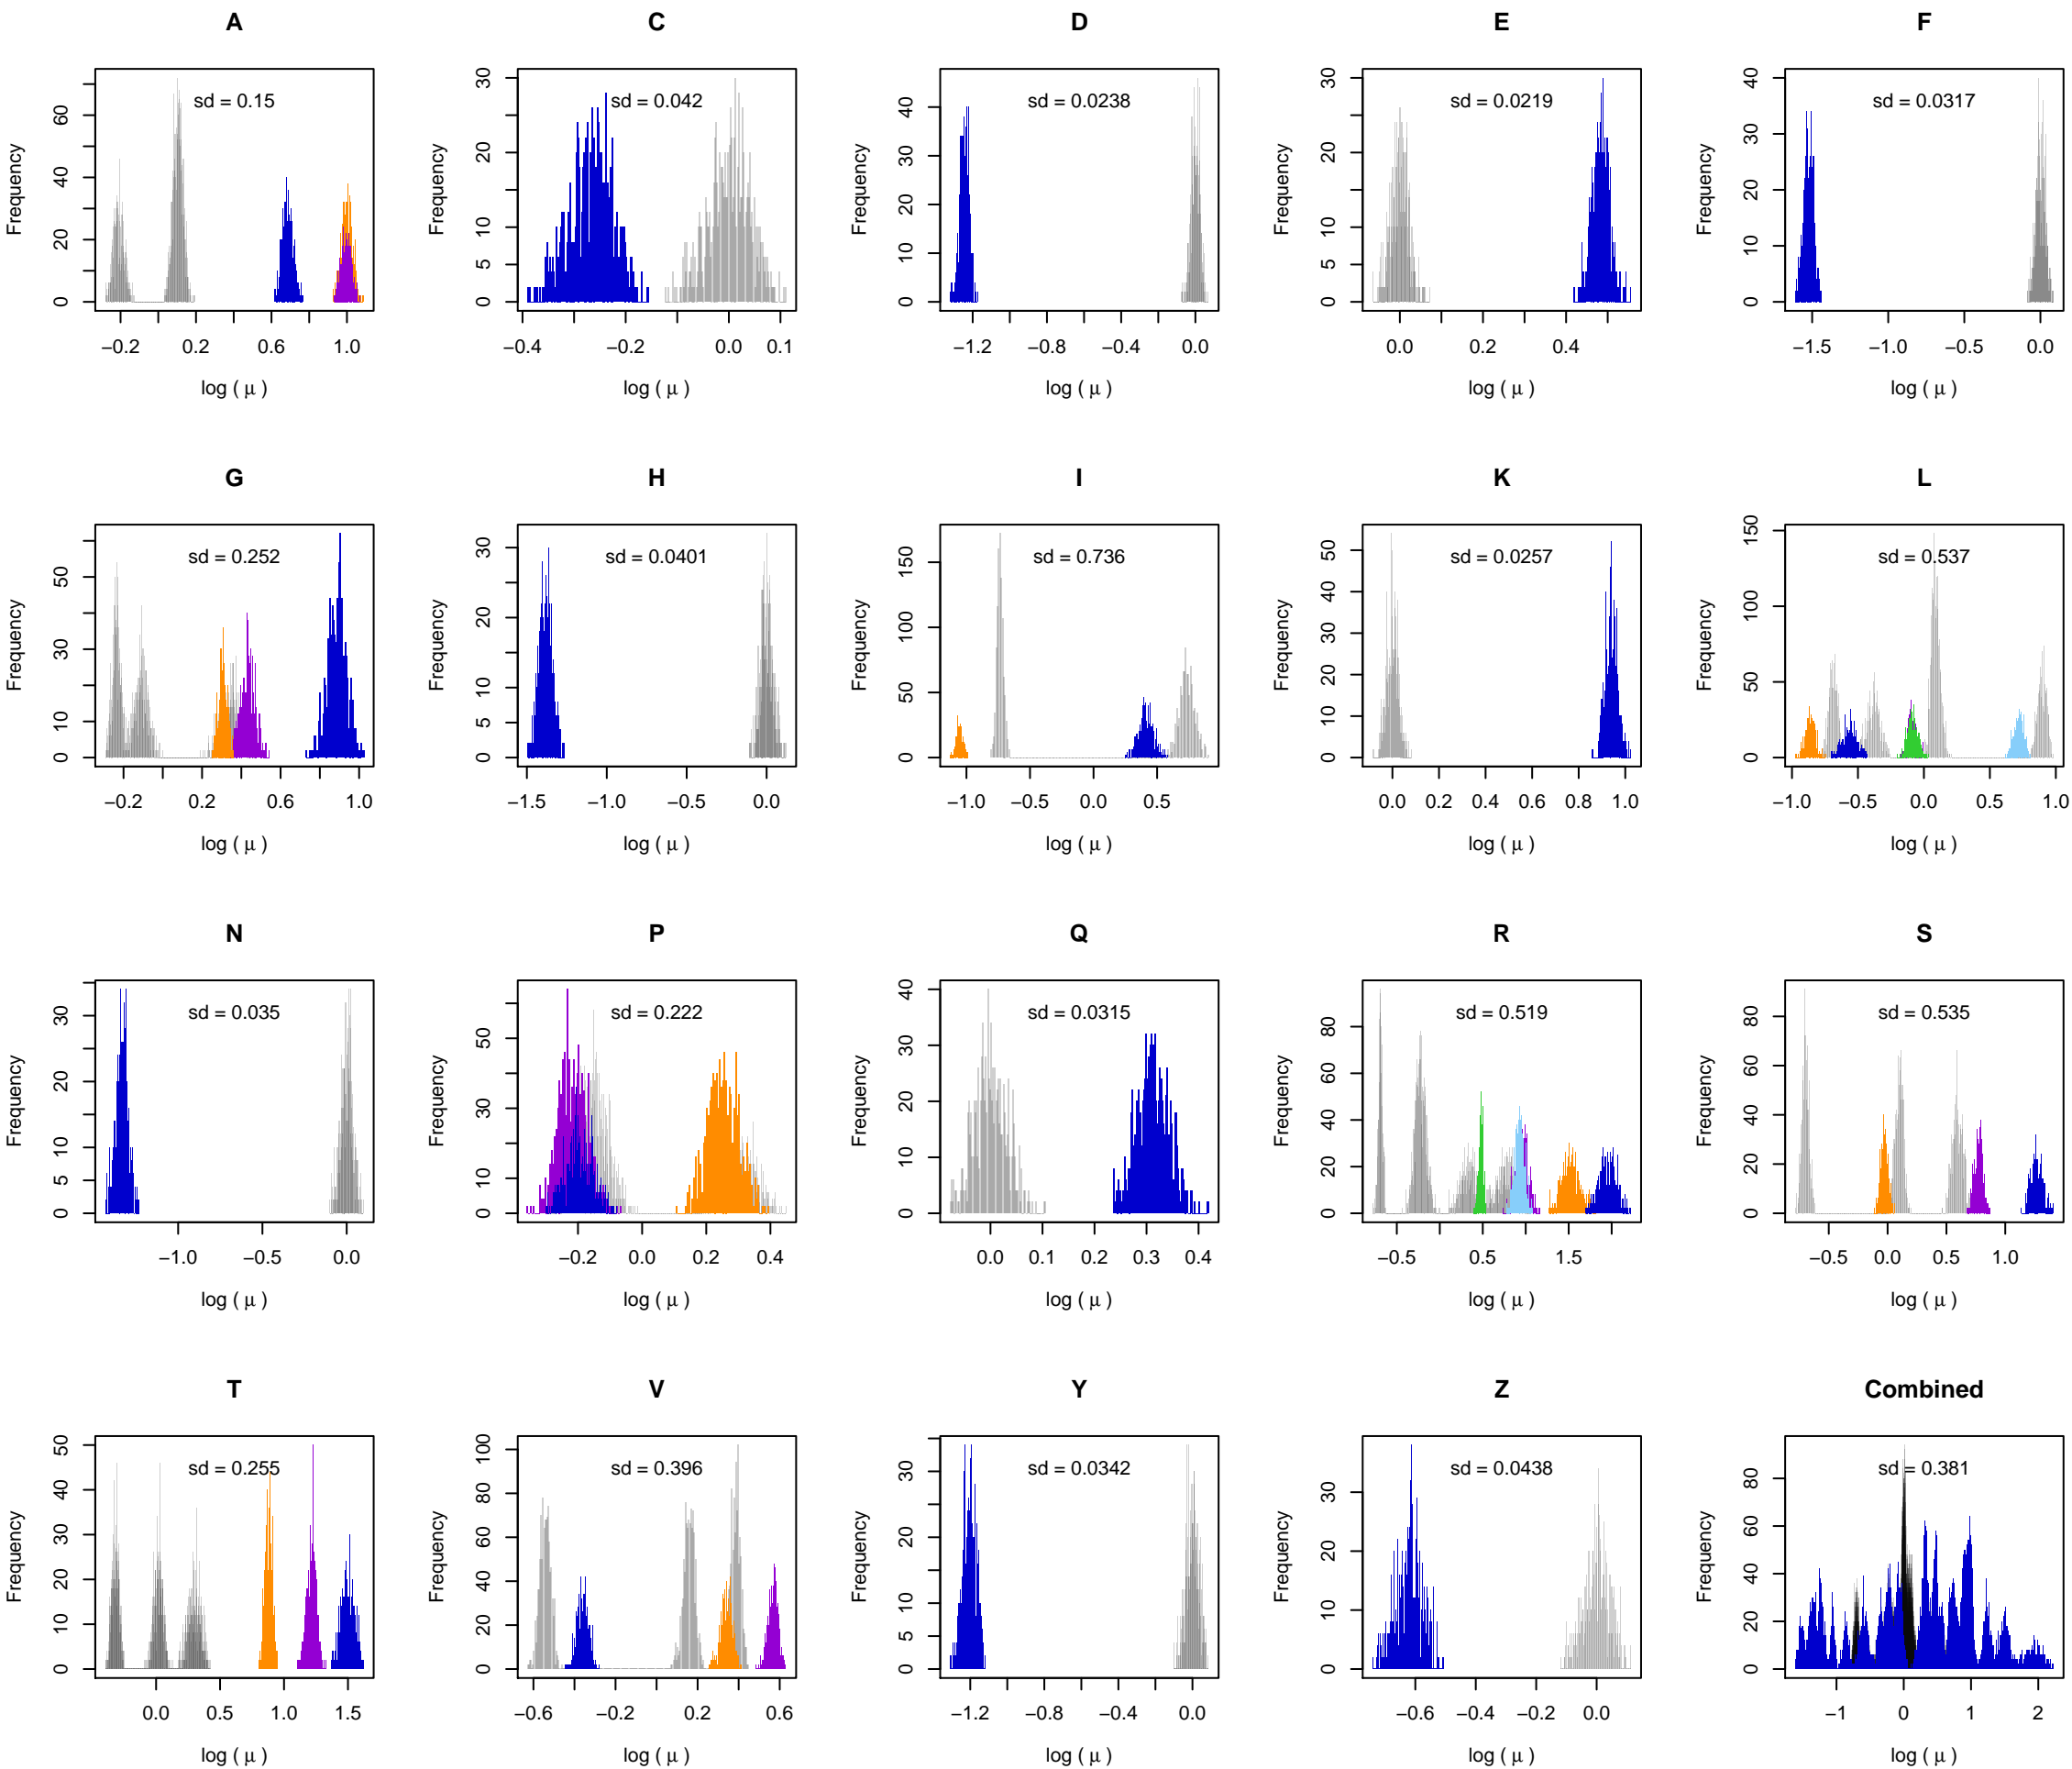 A C D E F
sd = 0.15 sd = 0.042 sd = 0.0238 sd = 0.0219 sd = 0.0317
Frequency Frequency Frequency Frequency Frequency
0 20 40 60
0 5 10 20 30
0 10 20 30 40
0 5 10 20 30
0 10 20 30 40
−0.2 0.2 0.6 1.0
−0.4 −0.2 0.0 0.1
−1.2 −0.8 −0.4 0.0
0.0 0.2 0.4
−1.5 −1.0 −0.5 0.0
log ( μ ) log ( μ ) log ( μ ) log ( μ ) log ( μ )
G H I K L
sd = 0.252 sd = 0.0401 sd = 0.736 sd = 0.0257 sd = 0.537
Frequency Frequency Frequency Frequency Frequency
0 10 30 50
0 5 10 20 30
0 50 100 150
0 10 20 30 40 50
0 50 100 150
−0.2 0.2 0.6 1.0
−1.5 −1.0 −0.5 0.0
−1.0 −0.5 0.0 0.5
0.0 0.2 0.4 0.6 0.8 1.0
−1.0 −0.5 0.0 0.5 1.0
log ( μ ) log ( μ ) log ( μ ) log ( μ ) log ( μ )
N P Q R S
sd = 0.035 sd = 0.222 sd = 0.0315 sd = 0.519 sd = 0.535
Frequency Frequency Frequency Frequency Frequency
0 5 10 20 30
0 10 30 50
0 10 20 30 40
0 20 40 60 80
0 20 40 60 80
−1.0 −0.5 0.0
−0.2 0.0 0.2 0.4
0.0 0.1 0.2 0.3 0.4
−0.5 0.5 1.5
−0.5 0.0 0.5 1.0
log ( μ ) log ( μ ) log ( μ ) log ( μ ) log ( μ )
T V Y Z Combined
sd = 0.255 sd = 0.396 sd = 0.0342 sd = 0.0438 sd = 0.381
Frequency Frequency Frequency Frequency Frequency
0 10 20 30 40 50
0 20 40 60 80 100
0 5 10 20 30
0 10 20 30
0 20 40 60 80
0.0 0.5 1.0 1.5
−0.6 −0.2 0.2 0.6
−1.2 −0.8 −0.4 0.0
−0.6 −0.4 −0.2 0.0
−1 0 1 2
log ( μ ) log ( μ ) log ( μ ) log ( μ ) log ( μ )